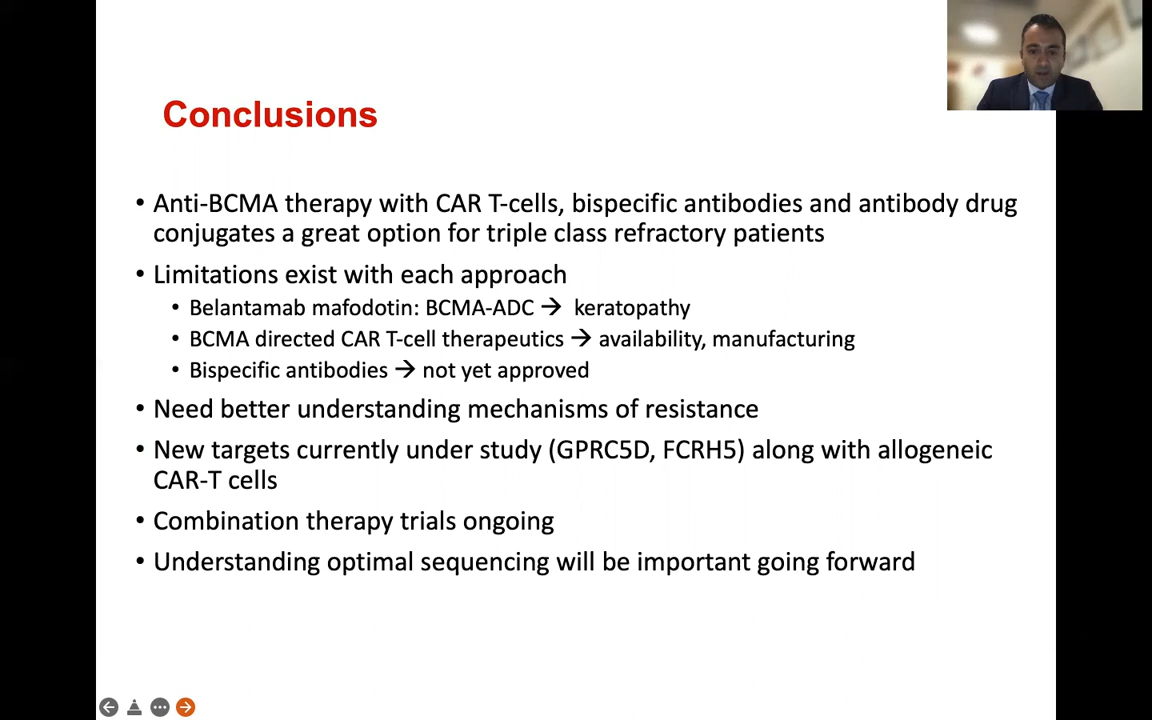 Conclusions
• Anti-BCMA therapy with CAR T-cells, bispecific antibodies and antibody drug
conjugates a great option for triple class refractory patients
• Limitations exist with each approach
• Belantamab mafodotin: BCMA-ADC → keratopathy
• BCMA directed CAR T-cell therapeutics → availability, manufacturing
• Bispecific antibodies → not yet approved
• Need better understanding mechanisms of resistance
• New targets currently under study (GPRC5D, FCRH5) along with allogeneic
CAR-T cells
• Combination therapy trials ongoing
• Understanding optimal sequencing will be important going forward